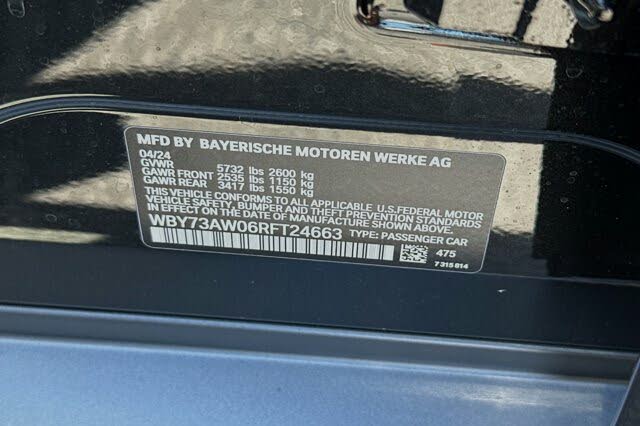 MFD BY BAYERISCHE MOTOREN WERKE AG
04/24
GVWR 5732 lbs 2600 kg
GAWR FRONT 2535 lbs 1150 kg
GAWR REAR 3417 lbs 1550 kg
THIS VEHICLE CONFORMS TO ALL APPLICABLE U.S.FEDERAL MOTOR
VEHICLE SAFETY, BUMPER, AND THEFT PREVENTION STANDARDS
IN EFFECT ON THE DATE OF MANUFACTURE SHOWN ABOVE.
WBY73AW06RFT24663 TYPE: PASSENGER CAR
475
7 315 814